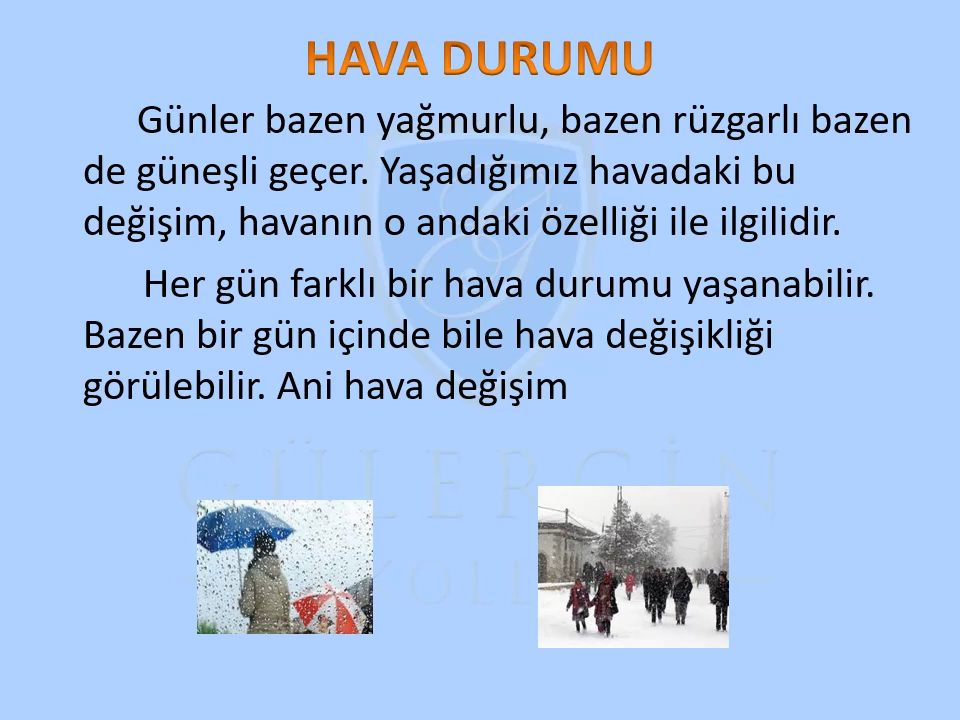 HAVA DURUMU
Günler bazen yağmurlu, bazen rüzgarlı bazen
de güneşli geçer. Yaşadığımız havadaki bu
değişim, havanın o andaki özelliği ile ilgilidir.
Her gün farklı bir hava durumu yaşanabilir.
Bazen bir gün içinde bile hava değişikliği
görülebilir. Ani hava değişim
GÜLERÇİN